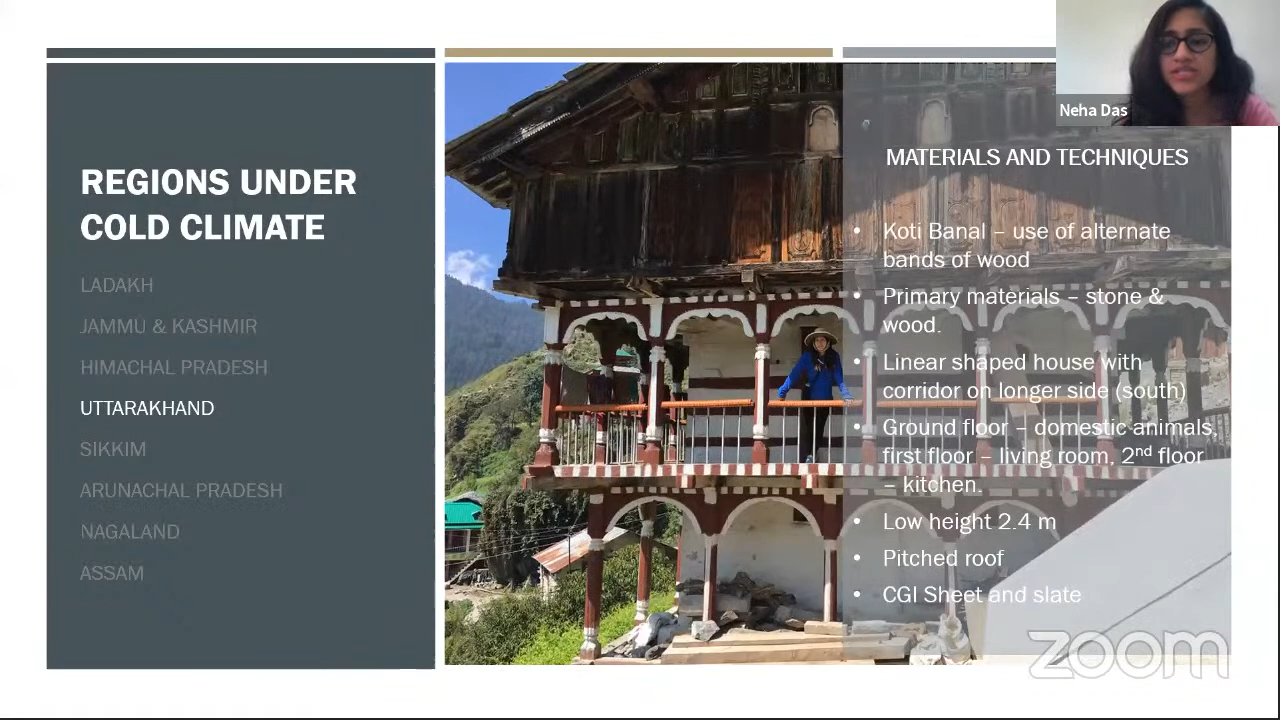 REGIONS UNDER
COLD CLIMATE
LADAKH
JAMMU & KASHMIR
HIMACHAL PRADESH
UTTARAKHAND
SIKKIM
ARUNACHAL PRADESH
NAGALAND
ASSAM
Neha Das
MATERIALS AND TECHNIQUES
• Koti Banal – use of alternate
bands of wood
• Primary materials – stone &
wood.
• Linear shaped house with
corridor on longer side (south)
• Ground floor – domestic animals,
first floor – living room, 2nd floor
– kitchen.
• Low height 2.4 m
• Pitched roof
• CGI Sheet and slate
zoom